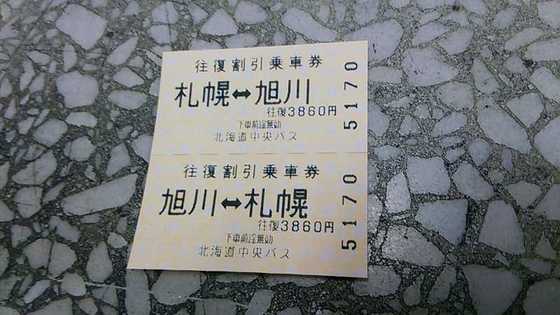 往復割引乗車券
札幌⇔旭川
往復3860円
下車前途無効
北海道中央バス
5170
往復割引乗車券
旭川⇔札幌
往復3860円
下車前途無効
北海道中央バス
5170